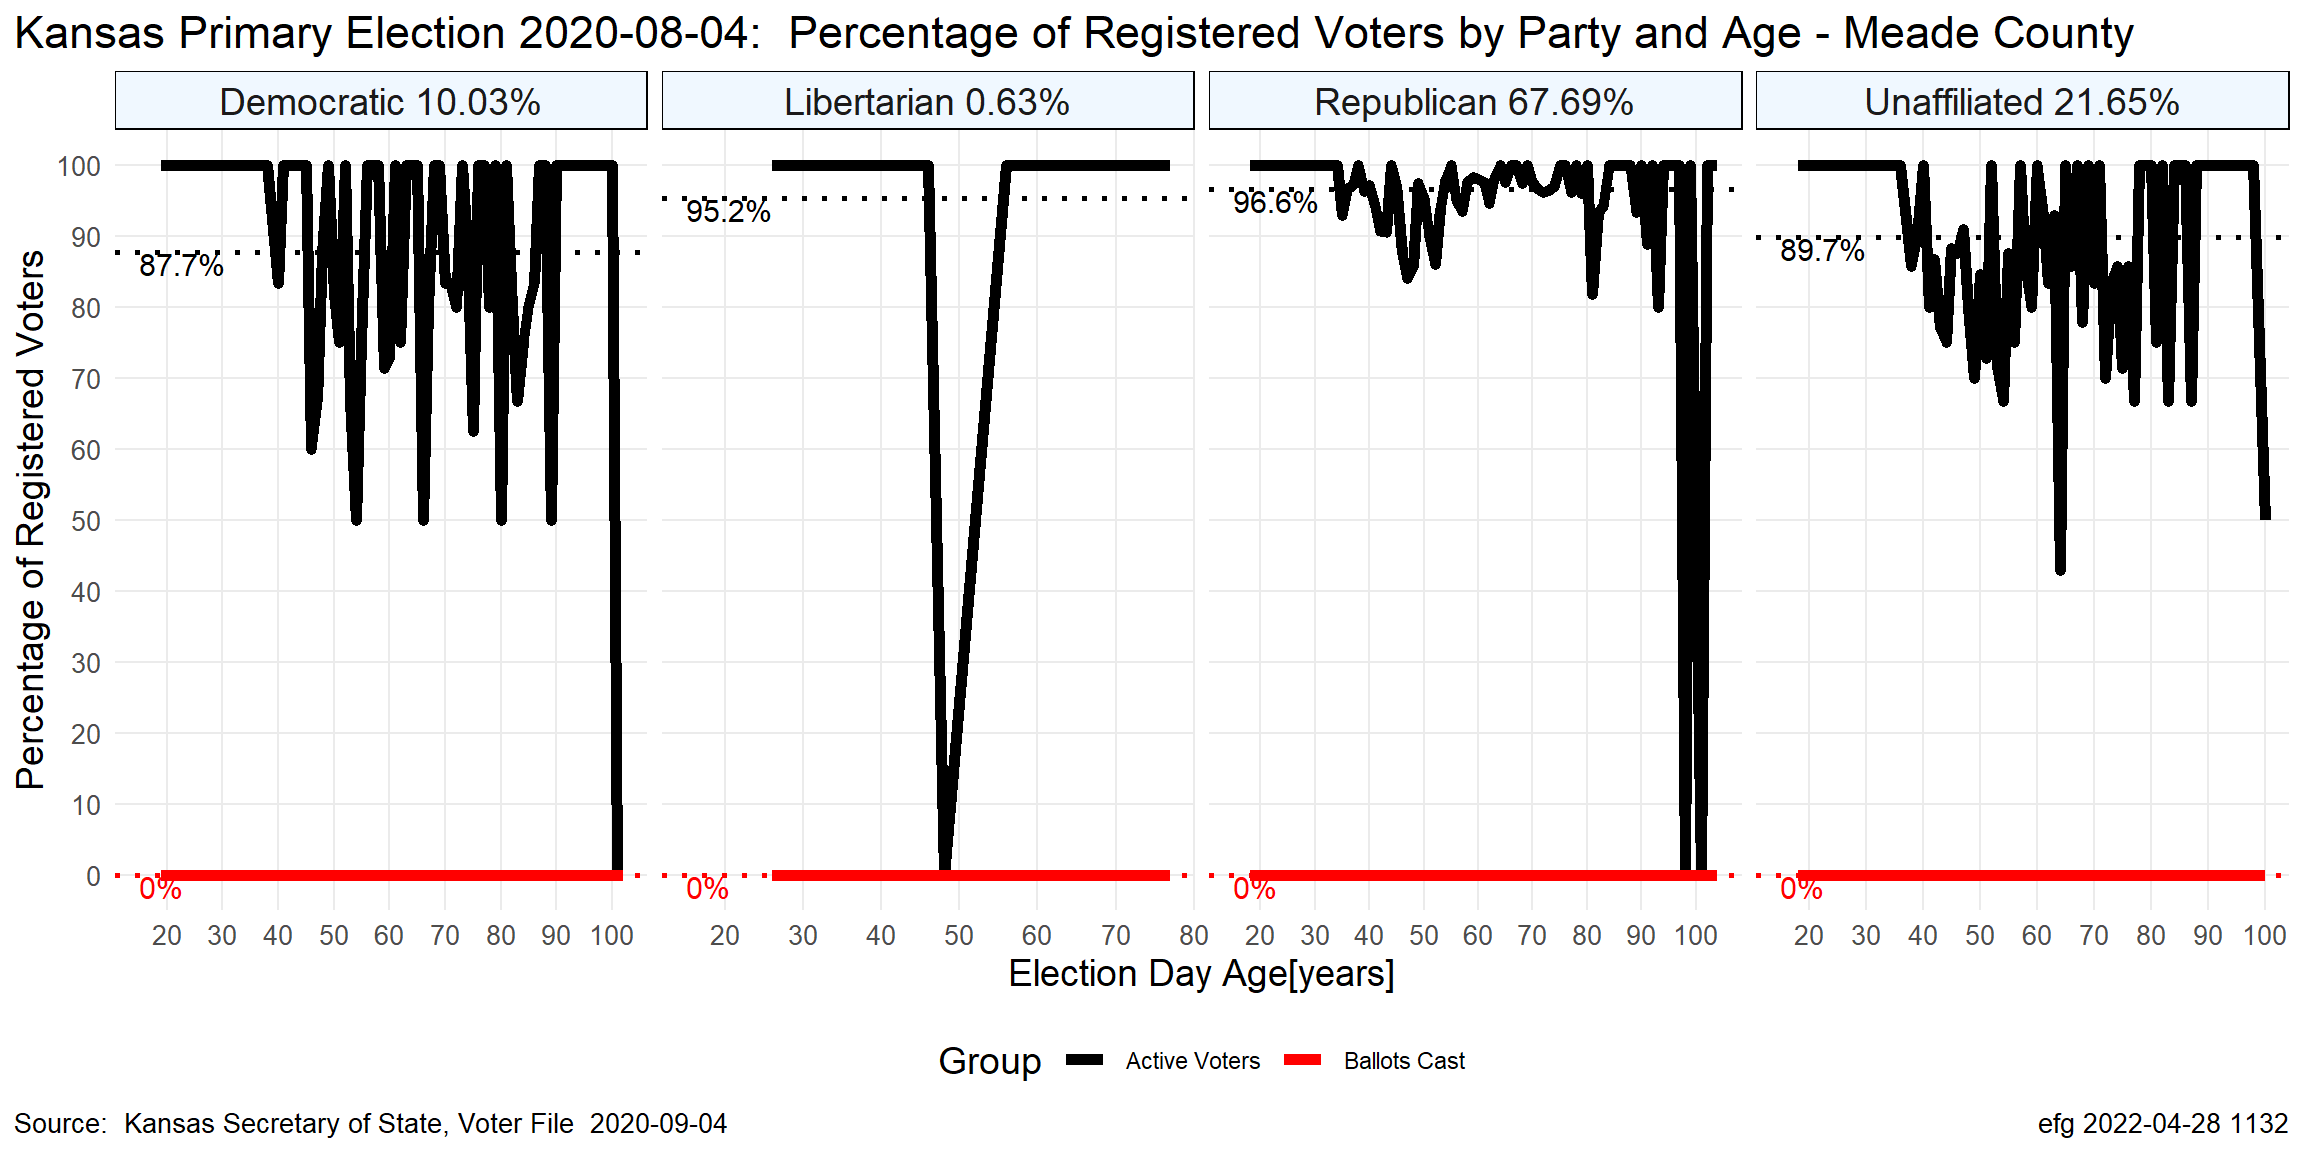 Kansas Primary Election 2020-08-04:  Percentage of Registered Voters by Party and Age - Meade County
Democratic 10.03%
Libertarian 0.63%
Republican 67.69%
Unaffiliated 21.65%
Percentage of Registered Voters
100
90
80
70
60
50
40
30
20
10
0
87.7%
0%
95.2%
0%
96.6%
0%
89.7%
0%
20 30 40 50 60 70 80 90 100
20 30 40 50 60 70 80
20 30 40 50 60 70 80 90 100
20 30 40 50 60 70 80 90 100
Election Day Age[years]
Group Active Voters Ballots Cast
Source:  Kansas Secretary of State, Voter File  2020-09-04
efg 2022-04-28 1132